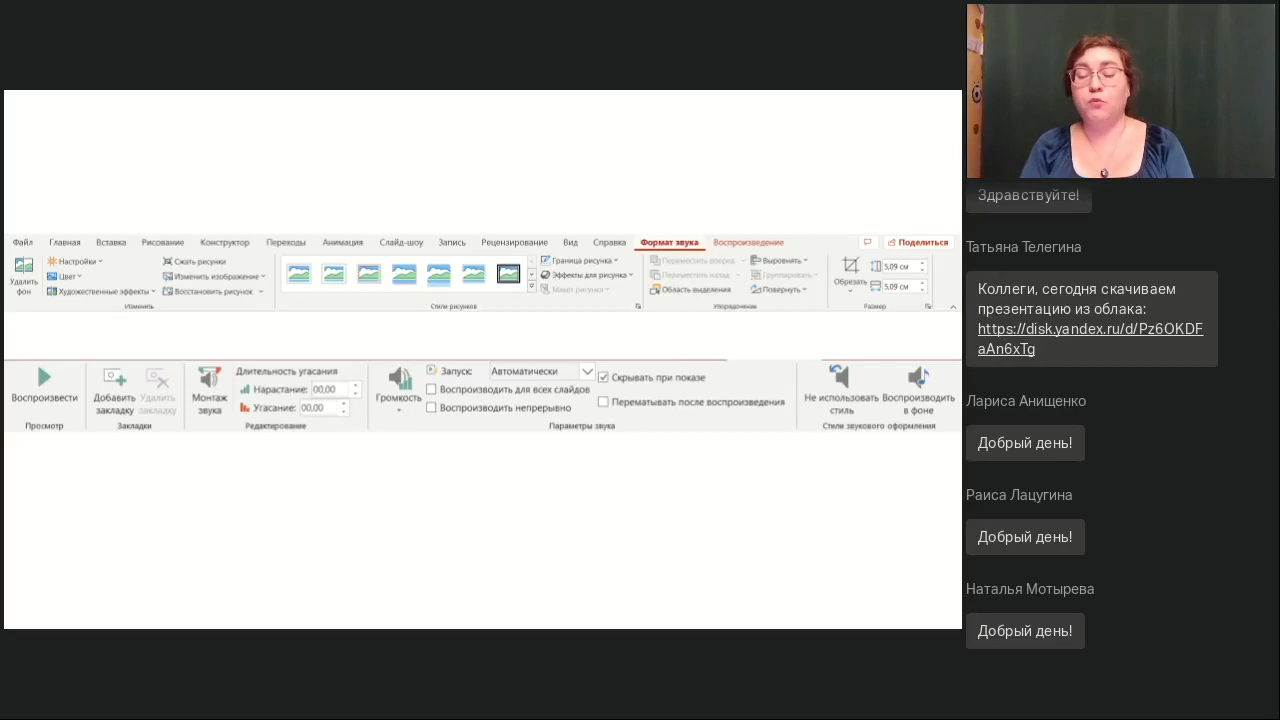 Файл Главная Вставка Рисование Конструктор Переходы Анимация Слайд-шоу Запись Рецензирование Вид Справка Формат звука Воспроизведение Поделиться
Удалить фон
Настройки
Цвет
Художественные эффекты
Сжать рисунки
Изменить изображение
Восстановить рисунок
Изменить
Стили рисунков
Граница рисунка
Эффекты для рисунка
Макет рисунка
Переместить вперед
Переместить назад
Область выделения
Выровнять
Группировать
Повернуть
Упорядочение
Обрезать
5,09 см
5,09 см
Размер
Воспроизвести
Просмотр
Добавить
закладку
Удалить
закладку
Закладки
Монтаж
звука
Длительность угасания
Нарастание: 00,00
Угасание: 00,00
Редактирование
Громкость
Запуск: Автоматически
Воспроизводить для всех слайдов
Воспроизводить непрерывно
Скрывать при показе
Перематывать после воспроизведения
Параметры звука
Не использовать
стиль
Воспроизводить
в фоне
Стили звукового оформления
Здравствуйте!
Татьяна Телегина
Коллеги, сегодня скачиваем
презентацию из облака:
https://disk.yandex.ru/d/Pz6OKDF
aAn6xTg
Лариса Анищенко
Добрый день!
Раиса Лацугина
Добрый день!
Наталья Мотырева
Добрый день!